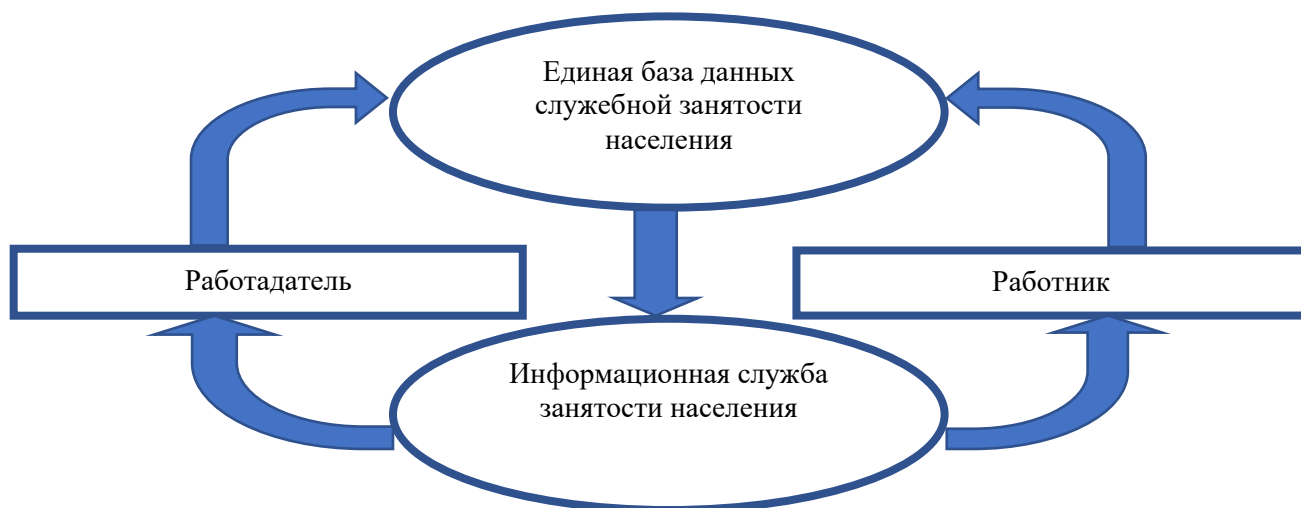 Единая база данных
служебной занятости
населения
Работадатель
Работник
Информационная служба
занятости населения